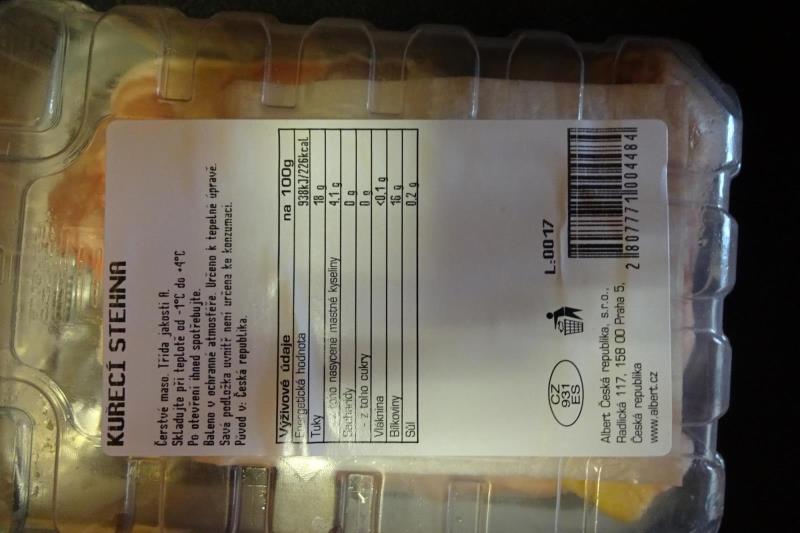 KUŘECÍ STEHNA
Čerstvé maso. Třída jakosti A.
Skladujte při teplotě od -1°C do +4°C
Po otevření ihned spotřebujte.
Baleno v ochranné atmosféře. Určeno k tepelné úpravě.
Savá podložka uvnitř není určena ke konzumaci.
Původ v: Česká republika.
Výživové údaje na 100g
Energetická hodnota 938kJ/226kcal
Tuky 18 g
- z toho nasycené mastné kyseliny 4,1 g
Sacharidy 0 g
- z toho cukry 0 g
Vláknina <0,1 g
Bílkoviny 16 g
Sůl 0,2 g
CZ
931
ES
L:0017
Albert Česká republika, s.r.o.,
Radlická 117, 158 00 Praha 5,
Česká republika
www.albert.cz
2 807771 004484